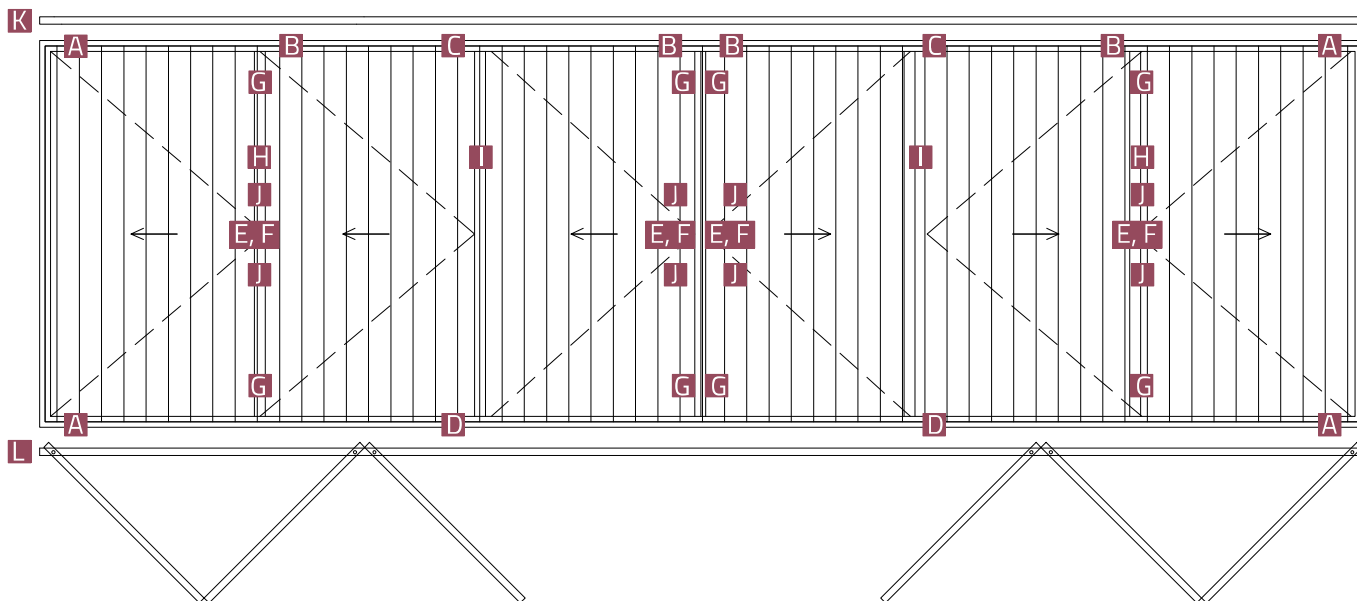 K
A B C B B C B A
G G G G
H I I H
J J J J
E, F E, F E, F E, F
J J J J
G G G G
A D D A
L